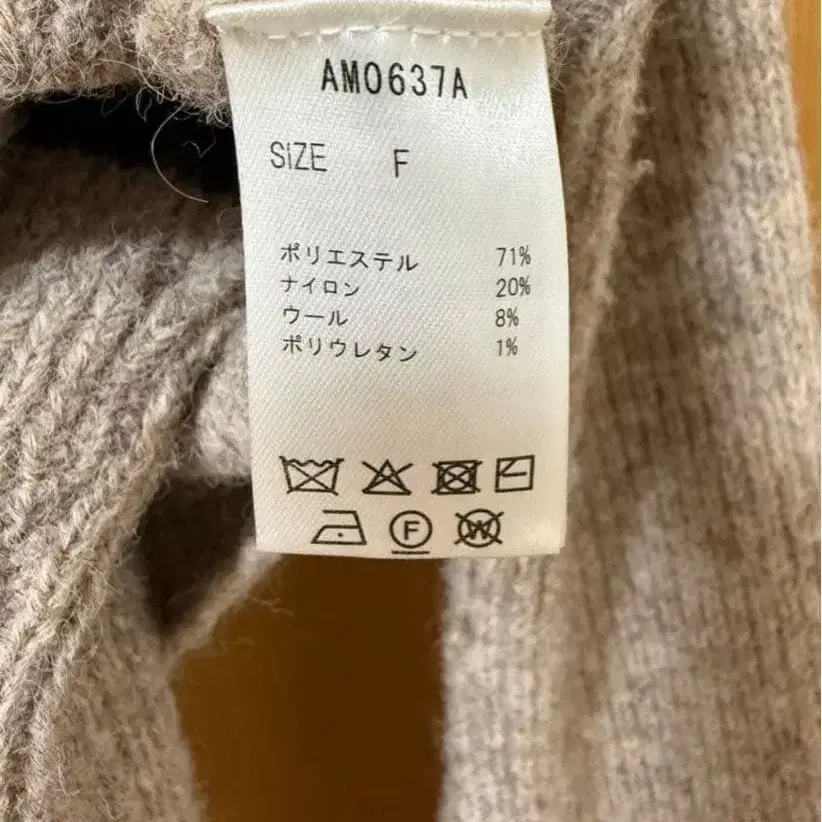 AM0637A
SIZE F
ポリエステル 71%
ナイロン 20%
ウール 8%
ポリウレタン 1%
F W